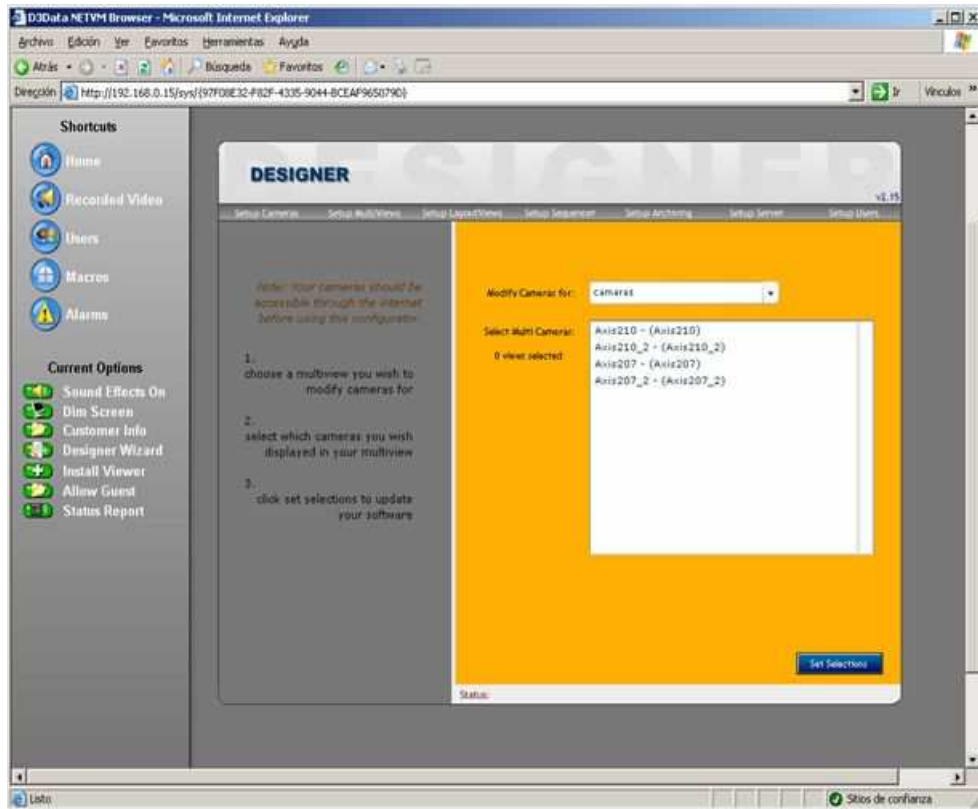 D3Data NETVM Browser - Microsoft Internet Explorer
Archivo Edición Ver Favoritos Herramientas Ayuda
Atrás Búsqueda Favoritos
Dirección http://192.168.0.15/sys/{97F08E32-F82F-4335-9044-BCEAF965079D} Ir Vínculos
Shortcuts
Home
Recorded Video
Users
Macros
Alarms
Current Options
Sound Effects On
Dim Screen
Customer Info
Designer Wizard
Install Viewer
Allow Guest
Status Report
DESIGNER
DESIGNER
v2.15
Setup Cameras Setup MultiViews Setup LayoutViews Setup Sequencer Setup Archiving Setup Server Setup Users
Note: Your cameras should be
accessible through the internet
before using this configurator.
1.
choose a multiview you wish to
modify cameras for
2.
select which cameras you wish
displayed in your multiview
3.
click set selections to update
your software
Modify Cameras for: cameras
Select Multi Cameras:
0 views selected
Axis210 - (Axis210)
Axis210_2 - (Axis210_2)
Axis207 - (Axis207)
Axis207_2 - (Axis207_2)
Set Selections
Status:
Listo
Sitios de confianza